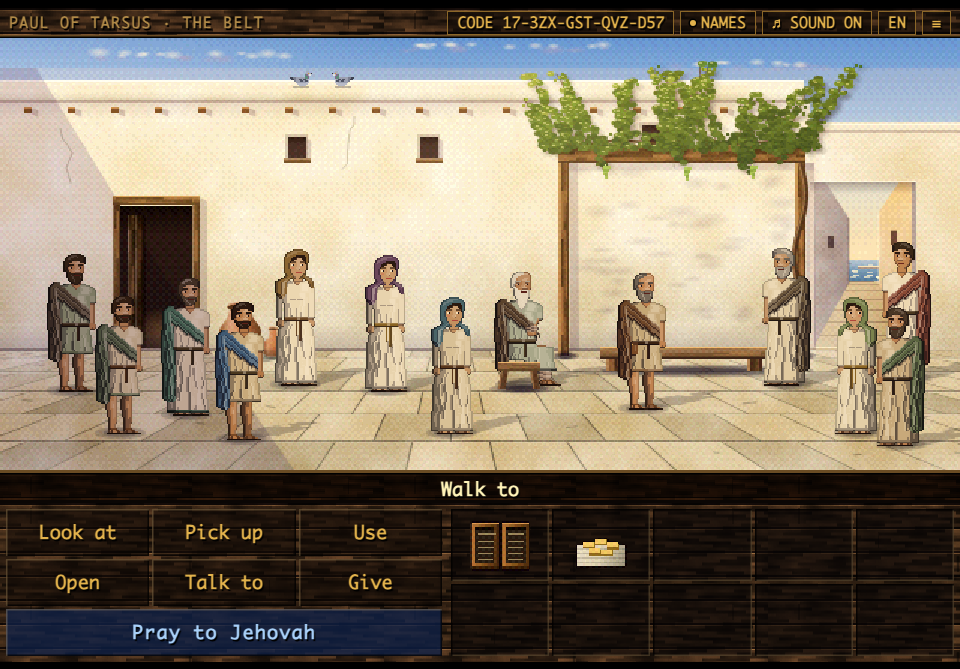 PAUL OF TARSUS · THE BELT
CODE 17-3ZX-GST-QVZ-D57
• NAMES
♬ SOUND ON
EN
≡
Walk to
Look at
Pick up
Use
Open
Talk to
Give
Pray to Jehovah